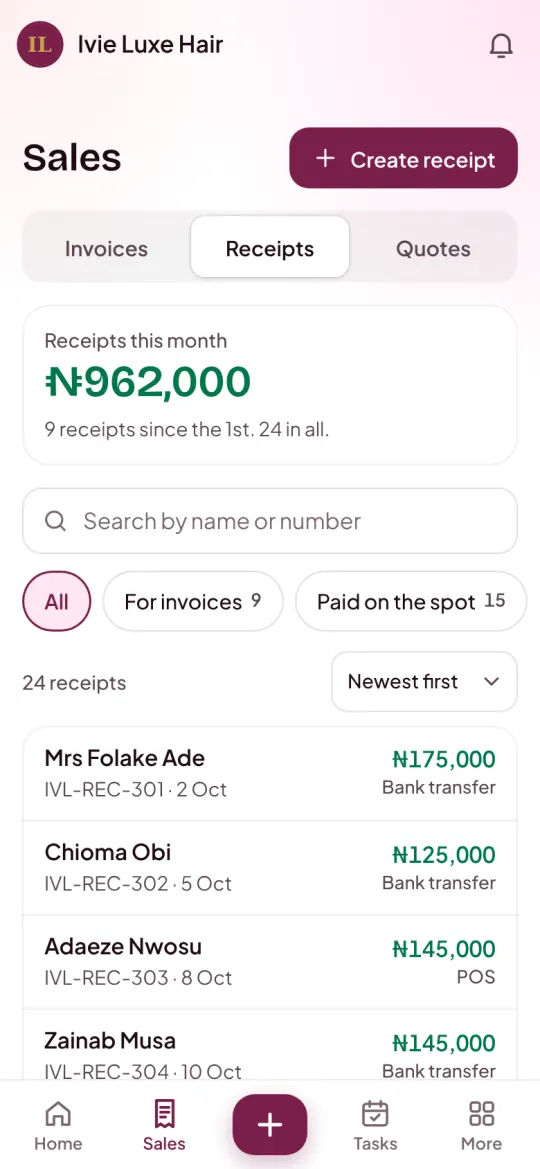 IL Ivie Luxe Hair
Sales
+ Create receipt
Invoices Receipts Quotes
Receipts this month
₦962,000
9 receipts since the 1st. 24 in all.
Search by name or number
All For invoices 9 Paid on the spot 15
24 receipts Newest first
Mrs Folake Ade ₦175,000
IVL-REC-301 · 2 Oct Bank transfer
Chioma Obi ₦125,000
IVL-REC-302 · 5 Oct Bank transfer
Adaeze Nwosu ₦145,000
IVL-REC-303 · 8 Oct POS
Zainab Musa ₦145,000
IVL-REC-304 · 10 Oct Bank transfer
Home Sales Tasks More